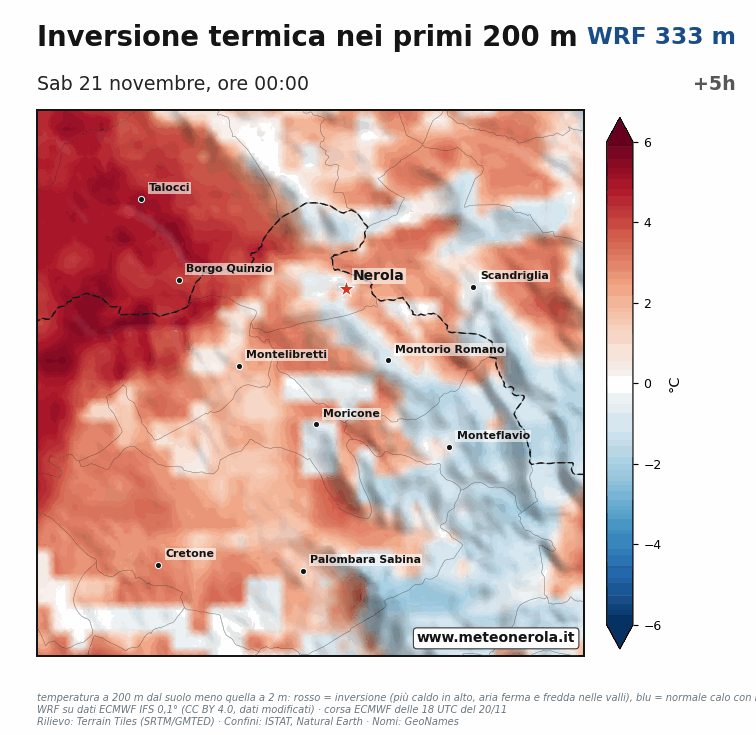 Inversione termica nei primi 200 m WRF 333 m
Sab 21 novembre, ore 00:00 +5h
Talocci
Borgo Quinzio
Nerola
Scandriglia
Montelibretti
Montorio Romano
Moricone
Monteflavio
Cretone
Palombara Sabina
www.meteonerola.it
6
4
2
0
−2
−4
−6
°C
temperatura a 200 m dal suolo meno quella a 2 m: rosso = inversione (più caldo in alto, aria ferma e fredda nelle valli), blu = normale calo con
WRF su dati ECMWF IFS 0,1° (CC BY 4.0, dati modificati) · corsa ECMWF delle 18 UTC del 20/11
Rilievo: Terrain Tiles (SRTM/GMTED) · Confini: ISTAT, Natural Earth · Nomi: GeoNames